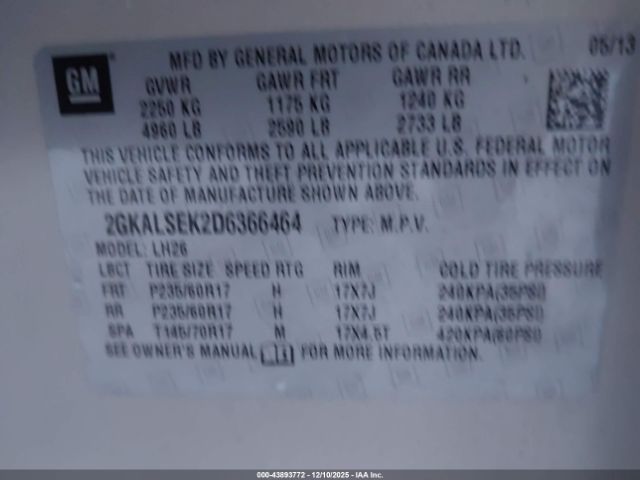 GM
MFD BY GENERAL MOTORS OF CANADA LTD. 05/13
GVWR GAWR FRT GAWR RR
2250 KG 1175 KG 1240 KG
4960 LB 2590 LB 2733 LB
THIS VEHICLE CONFORMS TO ALL APPLICABLE U.S. FEDERAL MOTOR
VEHICLE SAFETY AND THEFT PREVENTION STANDARDS IN EFFECT ON
THE DATE OF MANUFACTURE SHOWN ABOVE.
2GKALSEK2D6366464 TYPE: M.P.V.
MODEL: LH26
LBCT TIRE SIZE SPEED RTG RIM COLD TIRE PRESSURE
FRT P235/60R17 H 17X7J 240KPA(35PSI)
RR P235/60R17 H 17X7J 240KPA(35PSI)
SPA T145/70R17 M 17X4.5T 420KPA(60PSI)
SEE OWNER'S MANUAL FOR MORE INFORMATION.
000-43893772 - 12/10/2025 - IAAI.COM